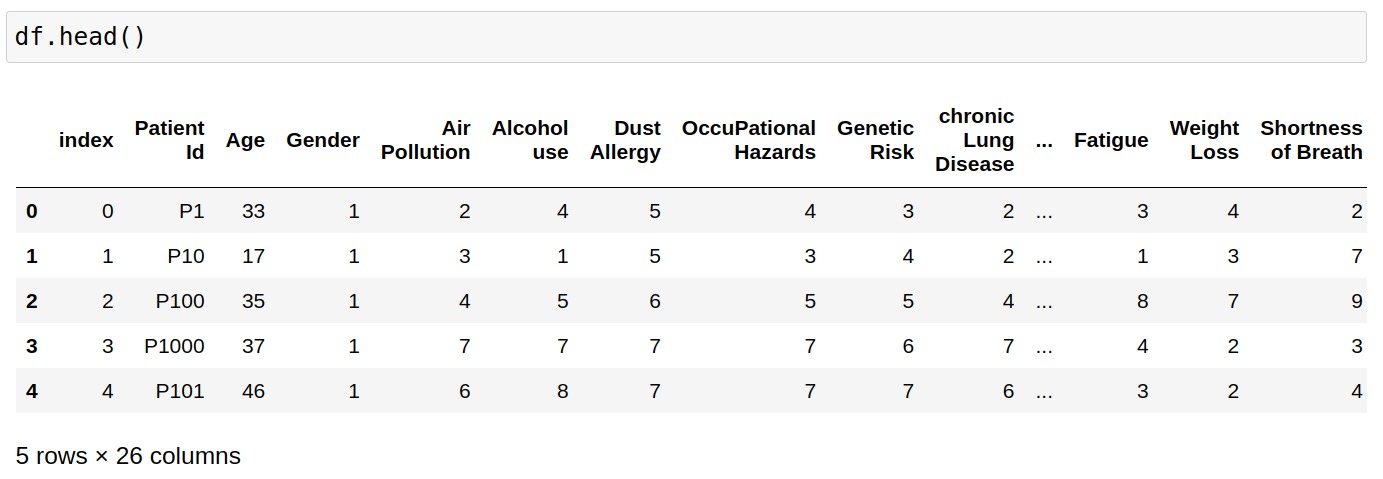 df.head()
index Patient Id Age Gender Air Pollution Alcohol use Dust Allergy OccuPational Hazards Genetic Risk chronic Lung Disease ... Fatigue Weight Loss Shortness of Breath
0 0 P1 33 1 2 4 5 4 3 2 ... 3 4 2
1 1 P10 17 1 3 1 5 3 4 2 ... 1 3 7
2 2 P100 35 1 4 5 6 5 5 4 ... 8 7 9
3 3 P1000 37 1 7 7 7 7 6 7 ... 4 2 3
4 4 P101 46 1 6 8 7 7 7 6 ... 3 2 4
5 rows × 26 columns